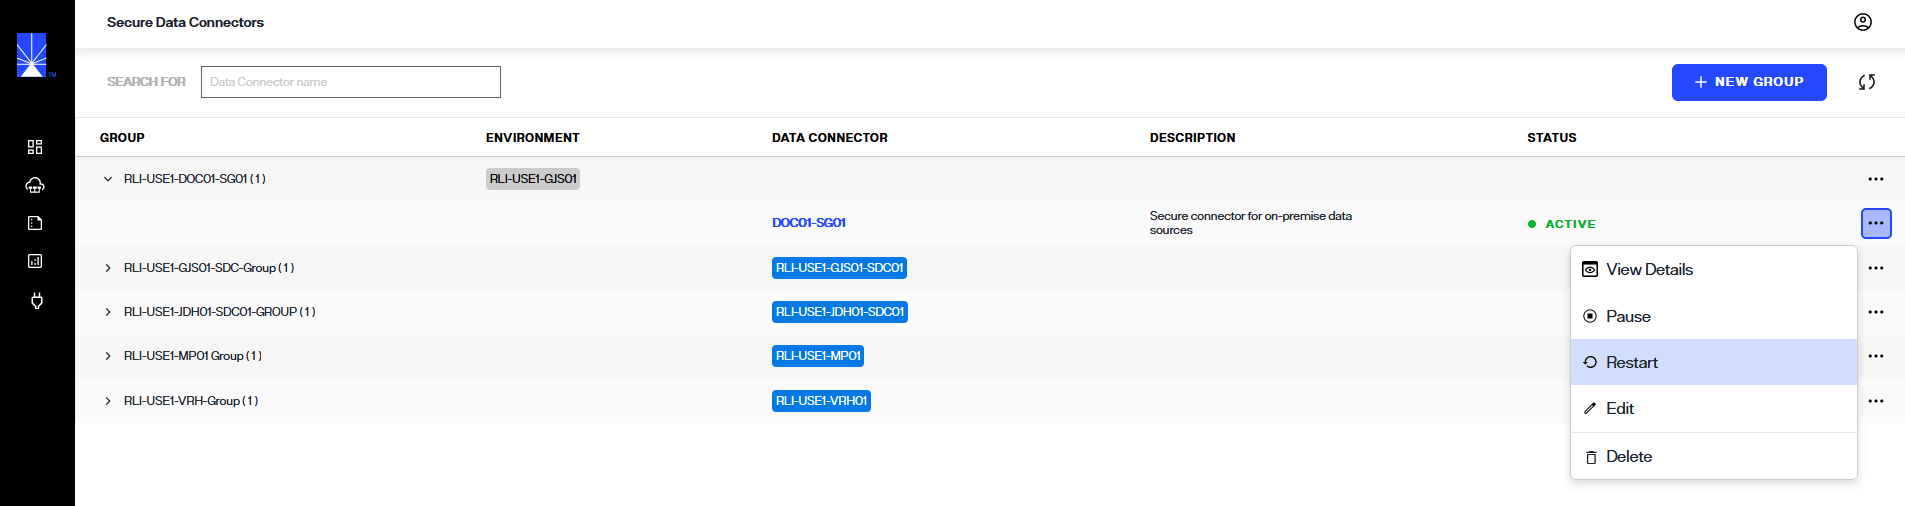 Secure Data Connectors
TM
SEARCH FOR
Data Connector name
+ NEW GROUP
GROUP ENVIRONMENT DATA CONNECTOR DESCRIPTION STATUS
RLI-USE1-DOC01-SG01 (1) RLI-USE1-GJS01
DOC01-SG01 Secure connector for on-premise data
sources
ACTIVE
RLI-USE1-GJS01-SDC-Group (1) RLI-USE1-GJS01-SDC01
RLI-USE1-JDH01-SDC01-GROUP (1) RLI-USE1-JDH01-SDC01
RLI-USE1-MP01 Group (1) RLI-USE1-MP01
RLI-USE1-VRH-Group (1) RLI-USE1-VRH01
View Details
Pause
Restart
Edit
Delete